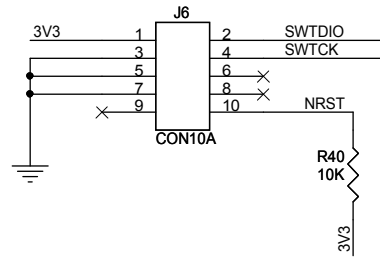 J6
3V3 1 2 SWTDIO
3 4 SWTCK
5 6
7 8
9 10 NRST
CON10A
R40
10K
3V3